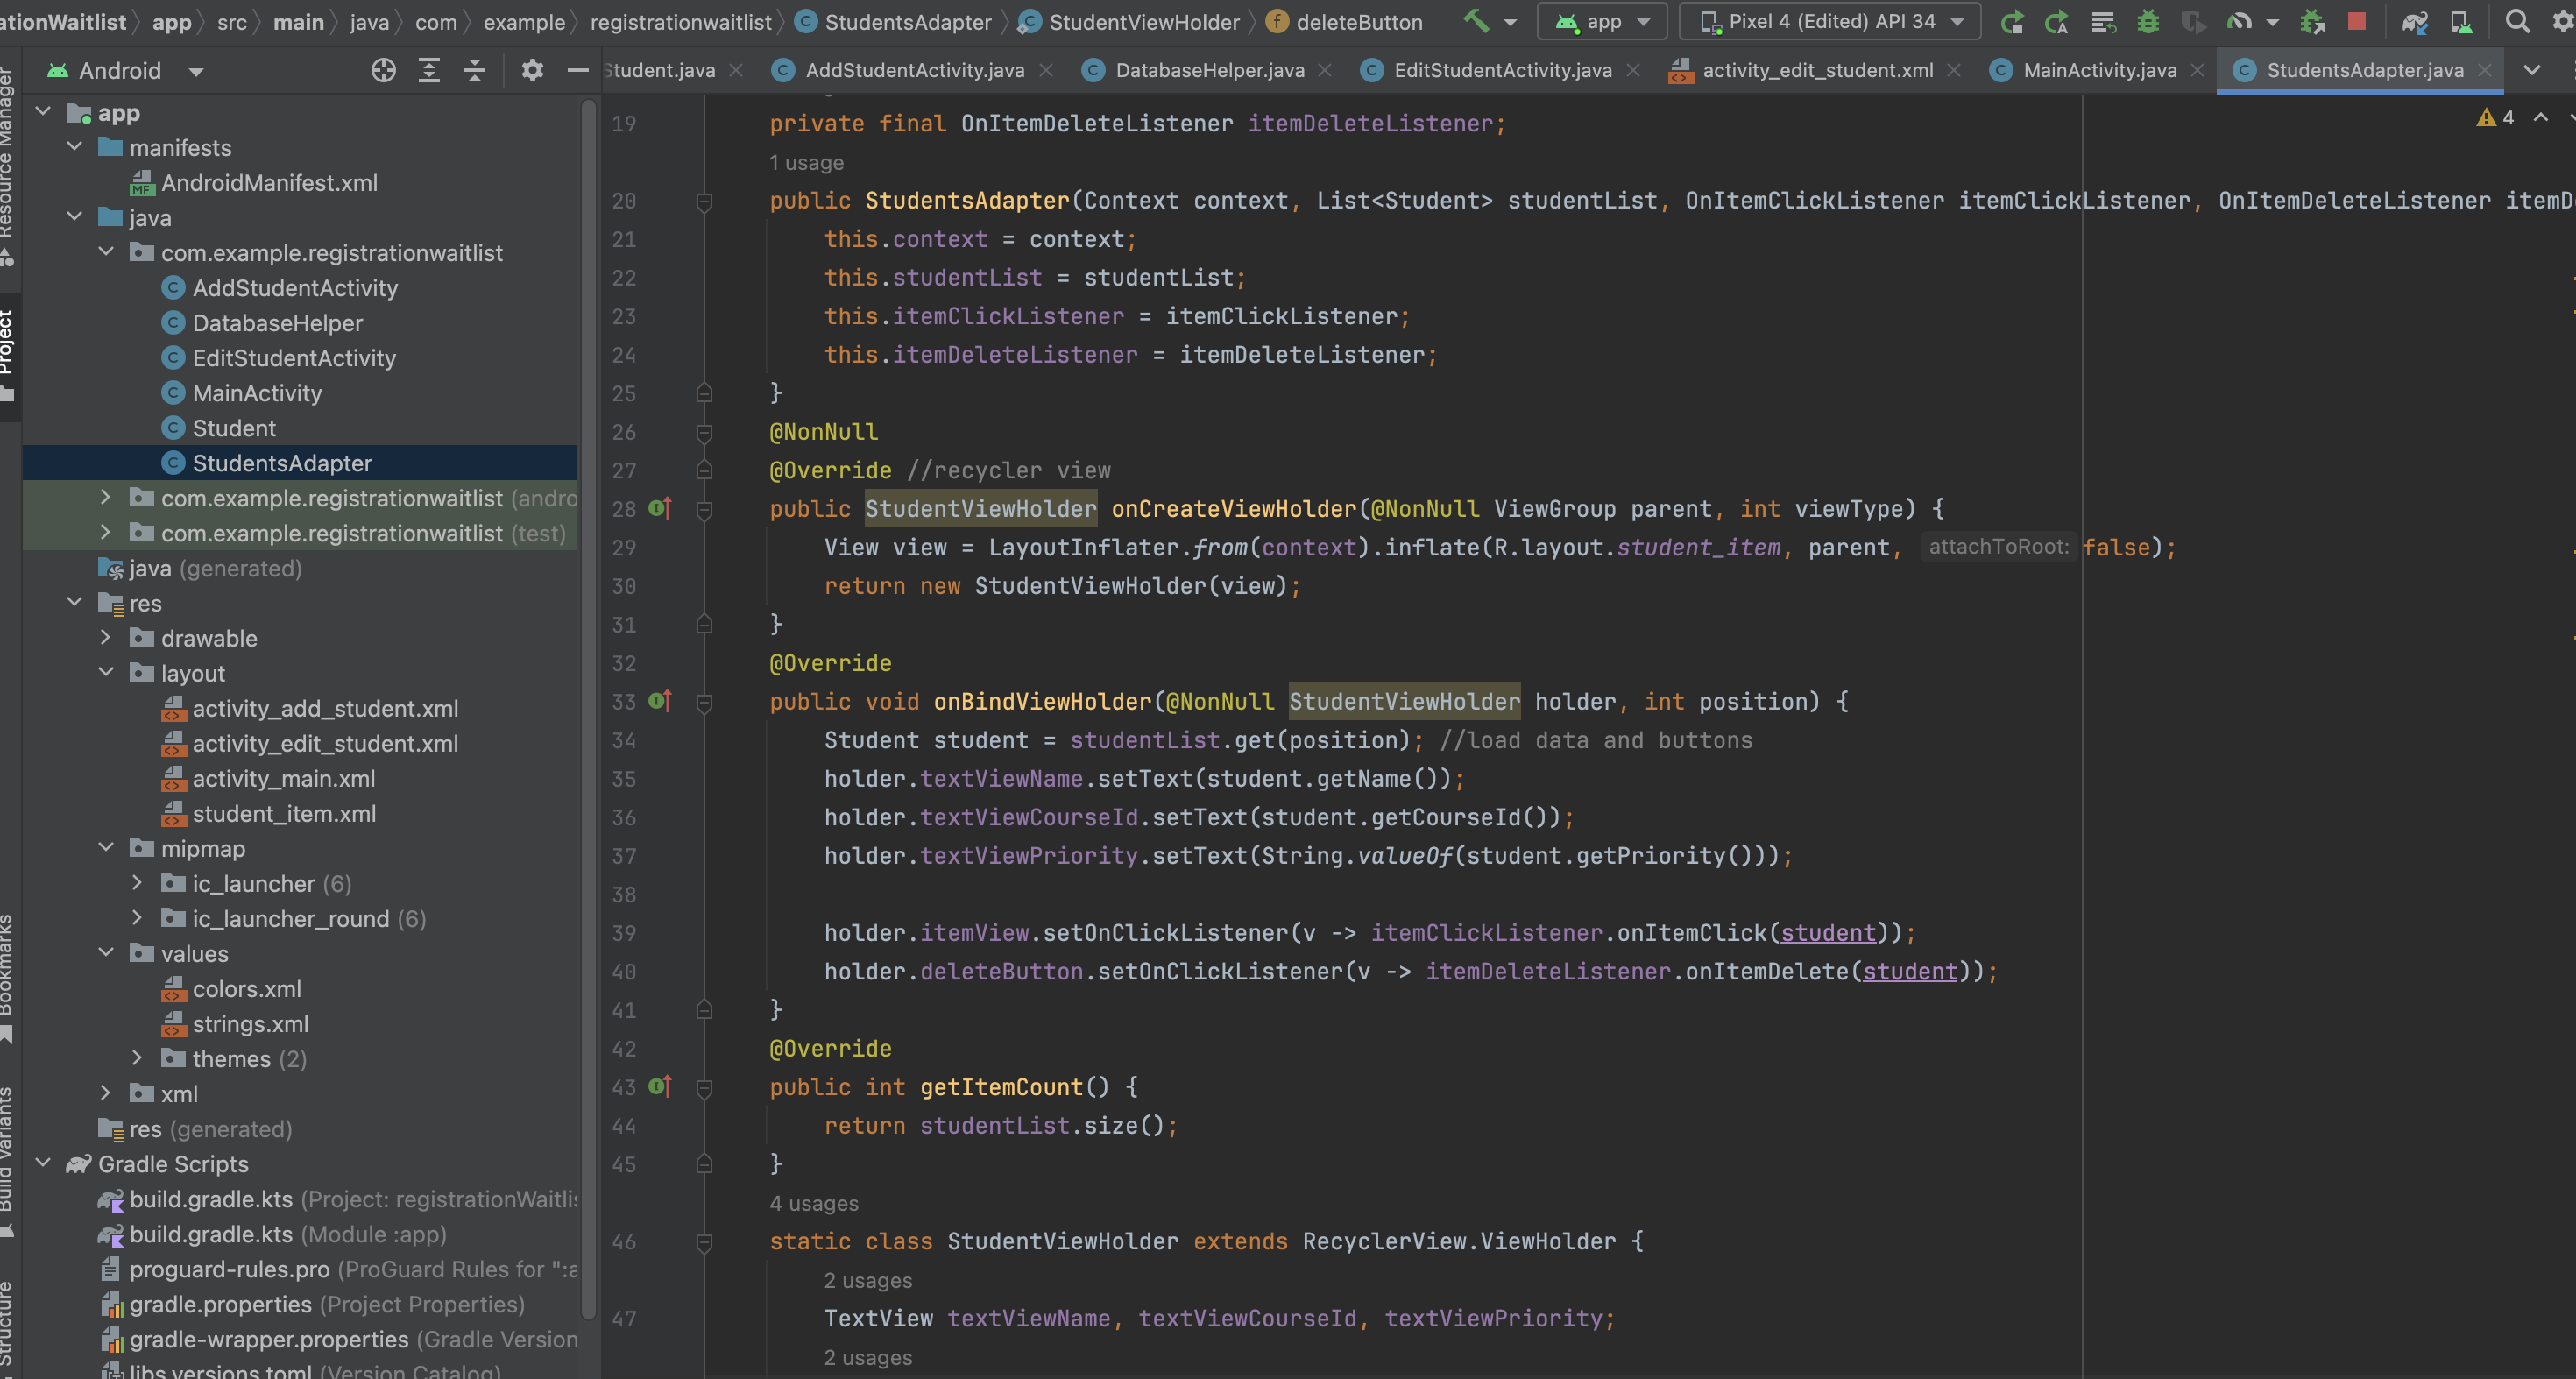 ationWaitlist app src main java com example registrationwaitlist StudentsAdapter StudentViewHolder deleteButton app Pixel 4 (Edited) API 34
Android
Student.java AddStudentActivity.java DatabaseHelper.java EditStudentActivity.java activity_edit_student.xml MainActivity.java StudentsAdapter.java
Resource Manager
Project
Bookmarks
Build Variants
Structure
app
manifests
AndroidManifest.xml
java
com.example.registrationwaitlist
AddStudentActivity
DatabaseHelper
EditStudentActivity
MainActivity
Student
StudentsAdapter
com.example.registrationwaitlist (andro
com.example.registrationwaitlist (test)
java (generated)
res
drawable
layout
activity_add_student.xml
activity_edit_student.xml
activity_main.xml
student_item.xml
mipmap
ic_launcher (6)
ic_launcher_round (6)
values
colors.xml
strings.xml
themes (2)
xml
res (generated)
Gradle Scripts
build.gradle.kts (Project: registrationWaitlis
build.gradle.kts (Module :app)
proguard-rules.pro (ProGuard Rules for ":a
gradle.properties (Project Properties)
gradle-wrapper.properties (Gradle Version
libs.versions.toml (Version Catalog)
4
19 private final OnItemDeleteListener itemDeleteListener;
1 usage
20 public StudentsAdapter(Context context, List<Student> studentList, OnItemClickListener itemClickListener, OnItemDeleteListener itemD
21 this.context = context;
22 this.studentList = studentList;
23 this.itemClickListener = itemClickListener;
24 this.itemDeleteListener = itemDeleteListener;
25 }
26 @NonNull
27 @Override //recycler view
28 public StudentViewHolder onCreateViewHolder(@NonNull ViewGroup parent, int viewType) {
29 View view = LayoutInflater.from(context).inflate(R.layout.student_item, parent, attachToRoot: false);
30 return new StudentViewHolder(view);
31 }
32 @Override
33 public void onBindViewHolder(@NonNull StudentViewHolder holder, int position) {
34 Student student = studentList.get(position); //load data and buttons
35 holder.textViewName.setText(student.getName());
36 holder.textViewCourseId.setText(student.getCourseId());
37 holder.textViewPriority.setText(String.valueOf(student.getPriority()));
38
39 holder.itemView.setOnClickListener(v -> itemClickListener.onItemClick(student));
40 holder.deleteButton.setOnClickListener(v -> itemDeleteListener.onItemDelete(student));
41 }
42 @Override
43 public int getItemCount() {
44 return studentList.size();
45 }
4 usages
46 static class StudentViewHolder extends RecyclerView.ViewHolder {
2 usages
47 TextView textViewName, textViewCourseId, textViewPriority;
2 usages